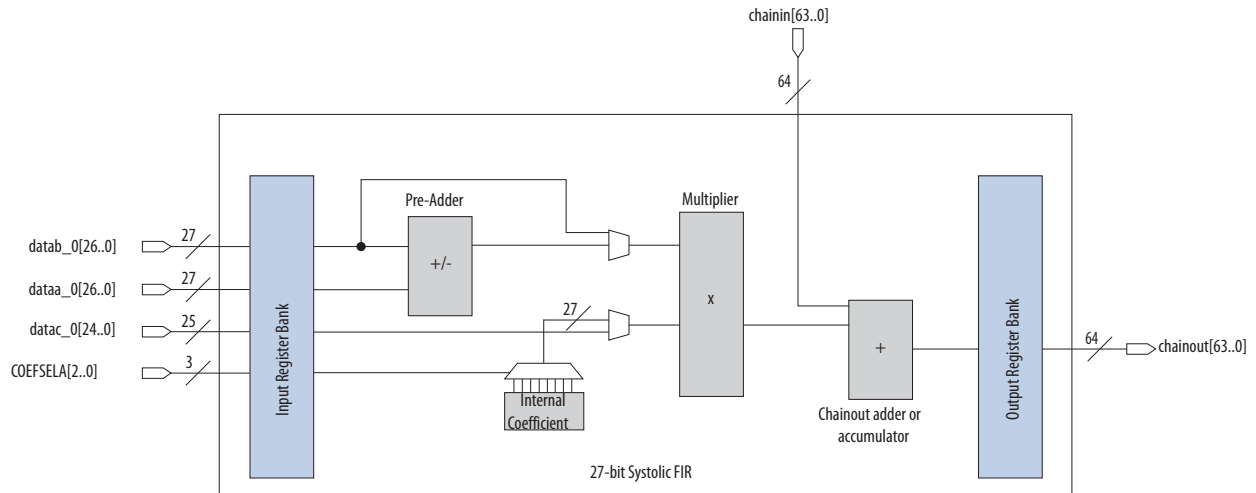 chainin[63..0]
64
Pre-Adder
Multiplier
datab_0[26..0]
27
+/-
dataa_0[26..0]
27
x
datac_0[24..0]
25
27
COEFSELA[2..0]
3
+
64
chainout[63..0]
Input Register Bank
Internal
Coefficient
Chainout adder or
accumulator
Output Register Bank
27-bit Systolic FIR